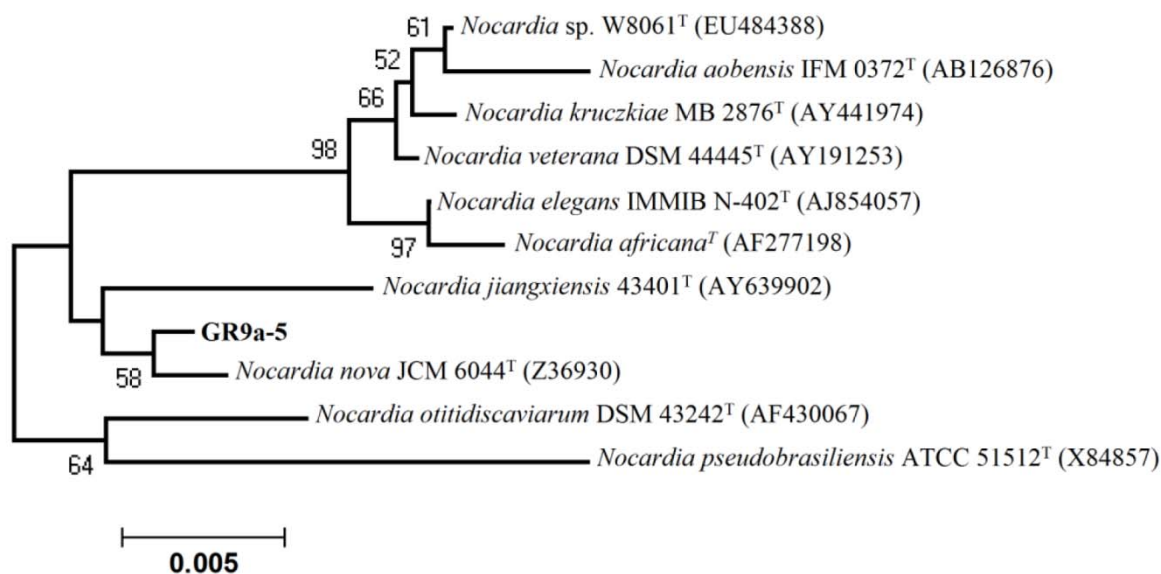 61
Nocardia sp. W8061ᵀ (EU484388)
52
Nocardia aobensis IFM 0372ᵀ (AB126876)
66
Nocardia kruczkiae MB 2876ᵀ (AY441974)
98
Nocardia veterana DSM 44445ᵀ (AY191253)
Nocardia elegans IMMIB N-402ᵀ (AJ854057)
97
Nocardia africanaᵀ (AF277198)
Nocardia jiangxiensis 43401ᵀ (AY639902)
GR9a-5
58
Nocardia nova JCM 6044ᵀ (Z36930)
Nocardia otitidiscaviarum DSM 43242ᵀ (AF430067)
64
Nocardia pseudobrasiliensis ATCC 51512ᵀ (X84857)
0.005